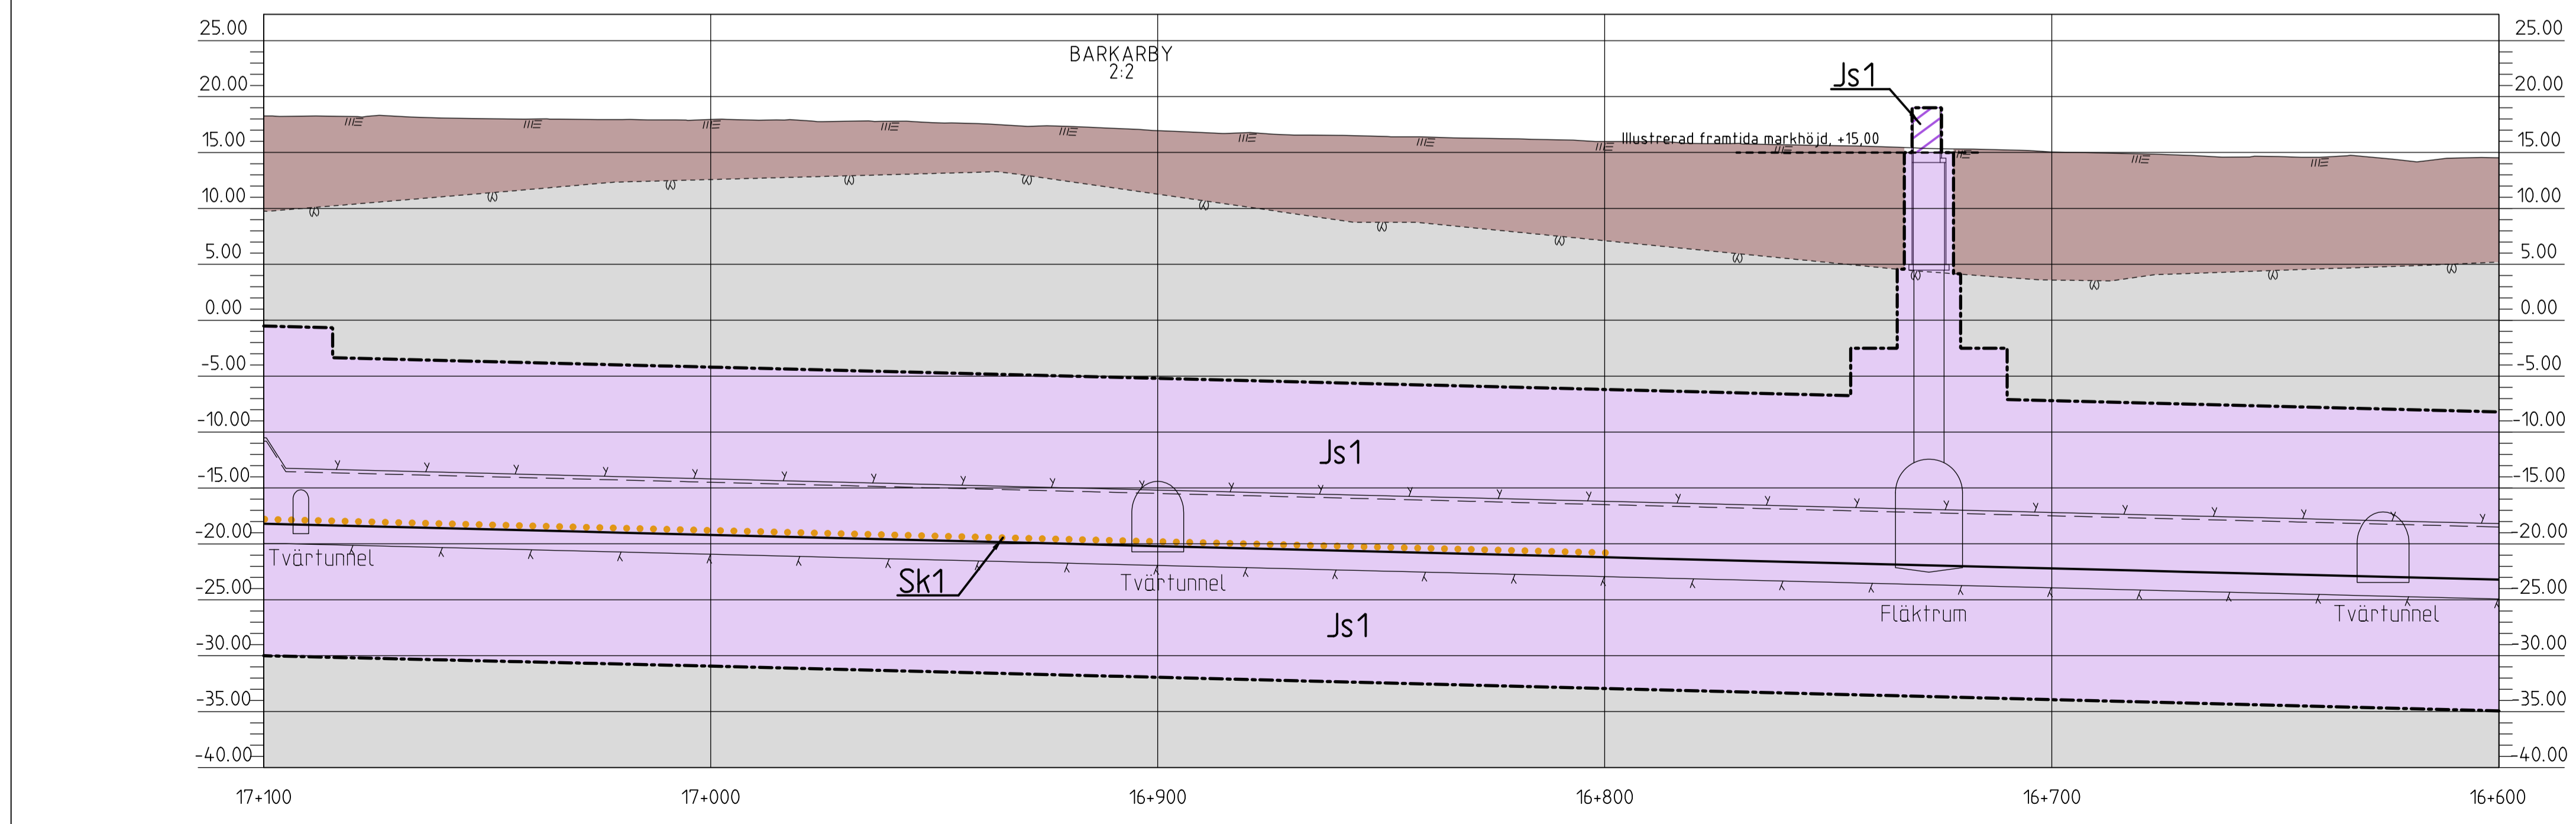 25.00 25.00
BARKARBY
2:2
Js1
20.00 20.00
15.00 15.00
Illustrerad framtida markhöjd, +15,00
10.00 10.00
5.00 5.00
0.00 0.00
-5.00 -5.00
-10.00 -10.00
Js1
-15.00 -15.00
-20.00 -20.00
Tvärtunnel
Sk1
Tvärtunnel
-25.00 -25.00
Fläktrum
Tvärtunnel
Js1
-30.00 -30.00
-35.00 -35.00
-40.00 -40.00
17+100 17+000 16+900 16+800 16+700 16+600